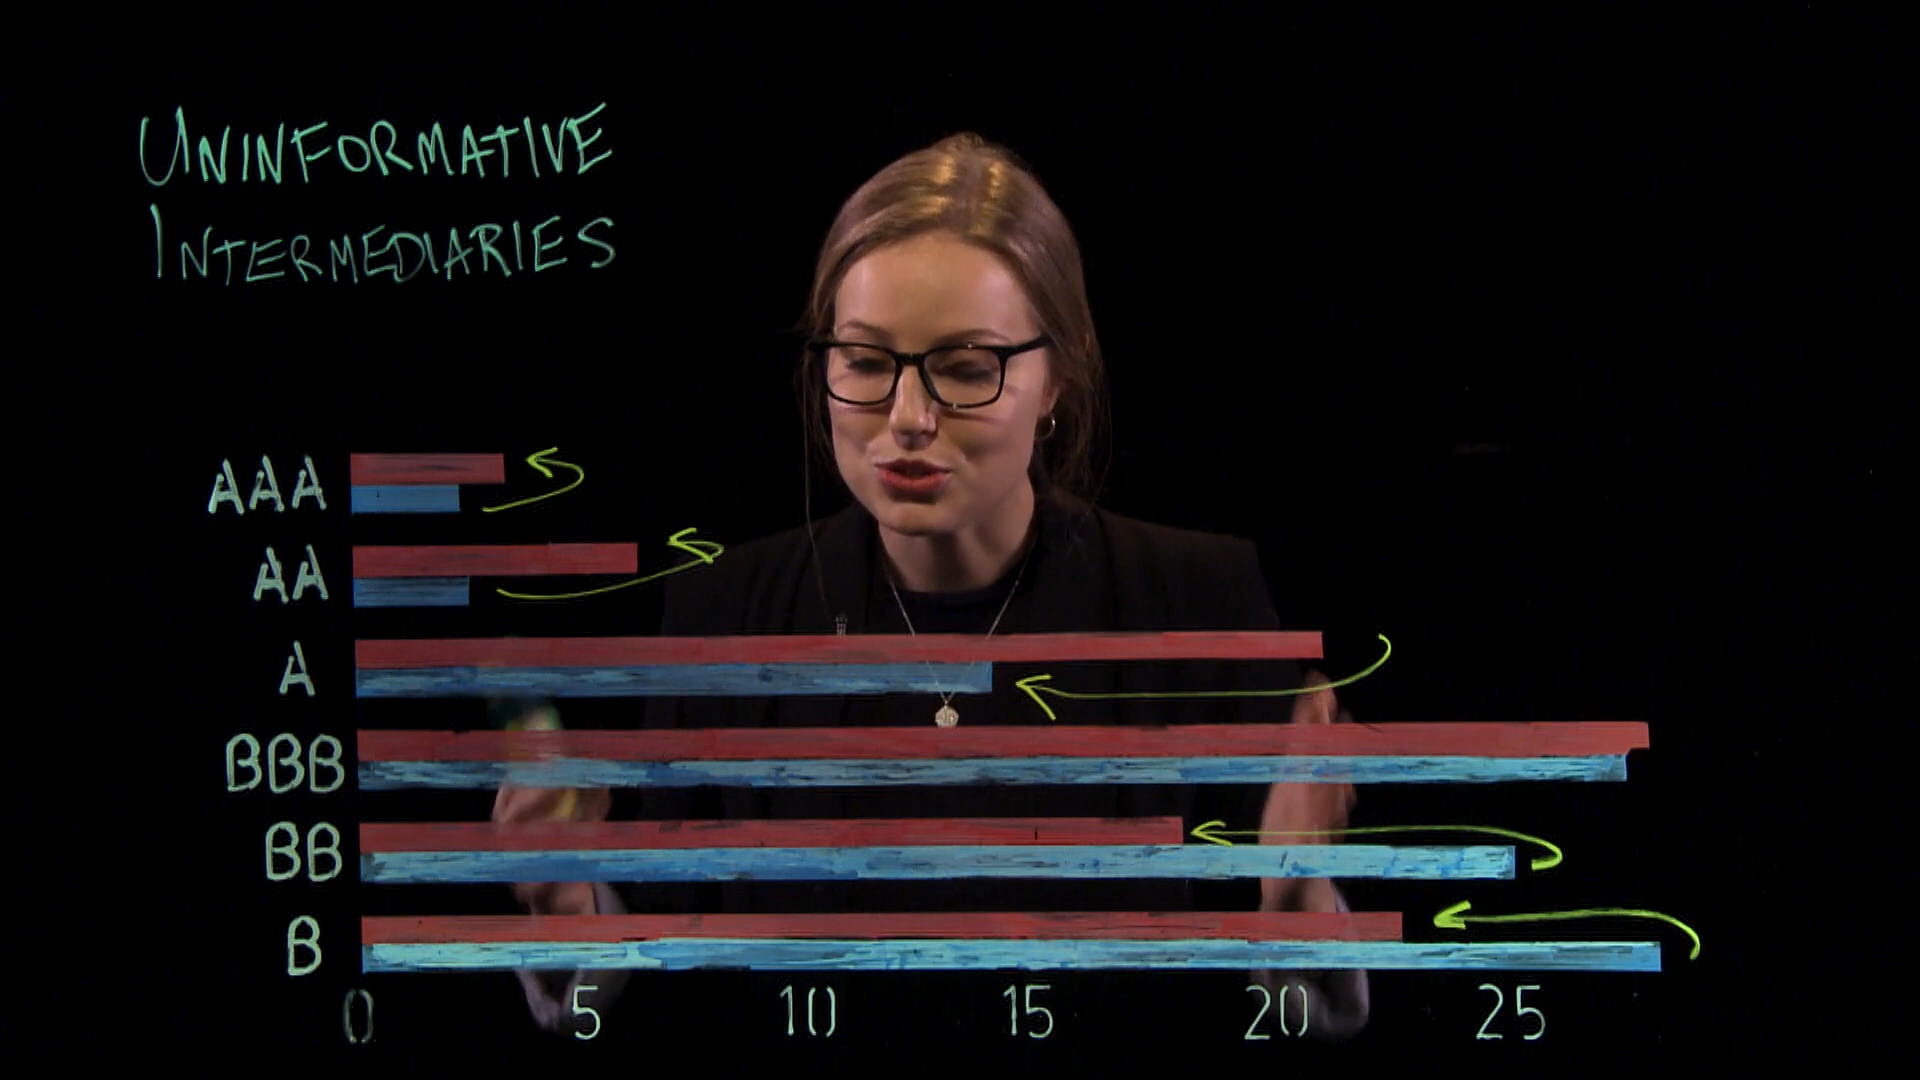 UNINFORMATIVE
INTERMEDIARIES
AAA
AA
A
BBB
BB
B
0 5 10 15 20 25